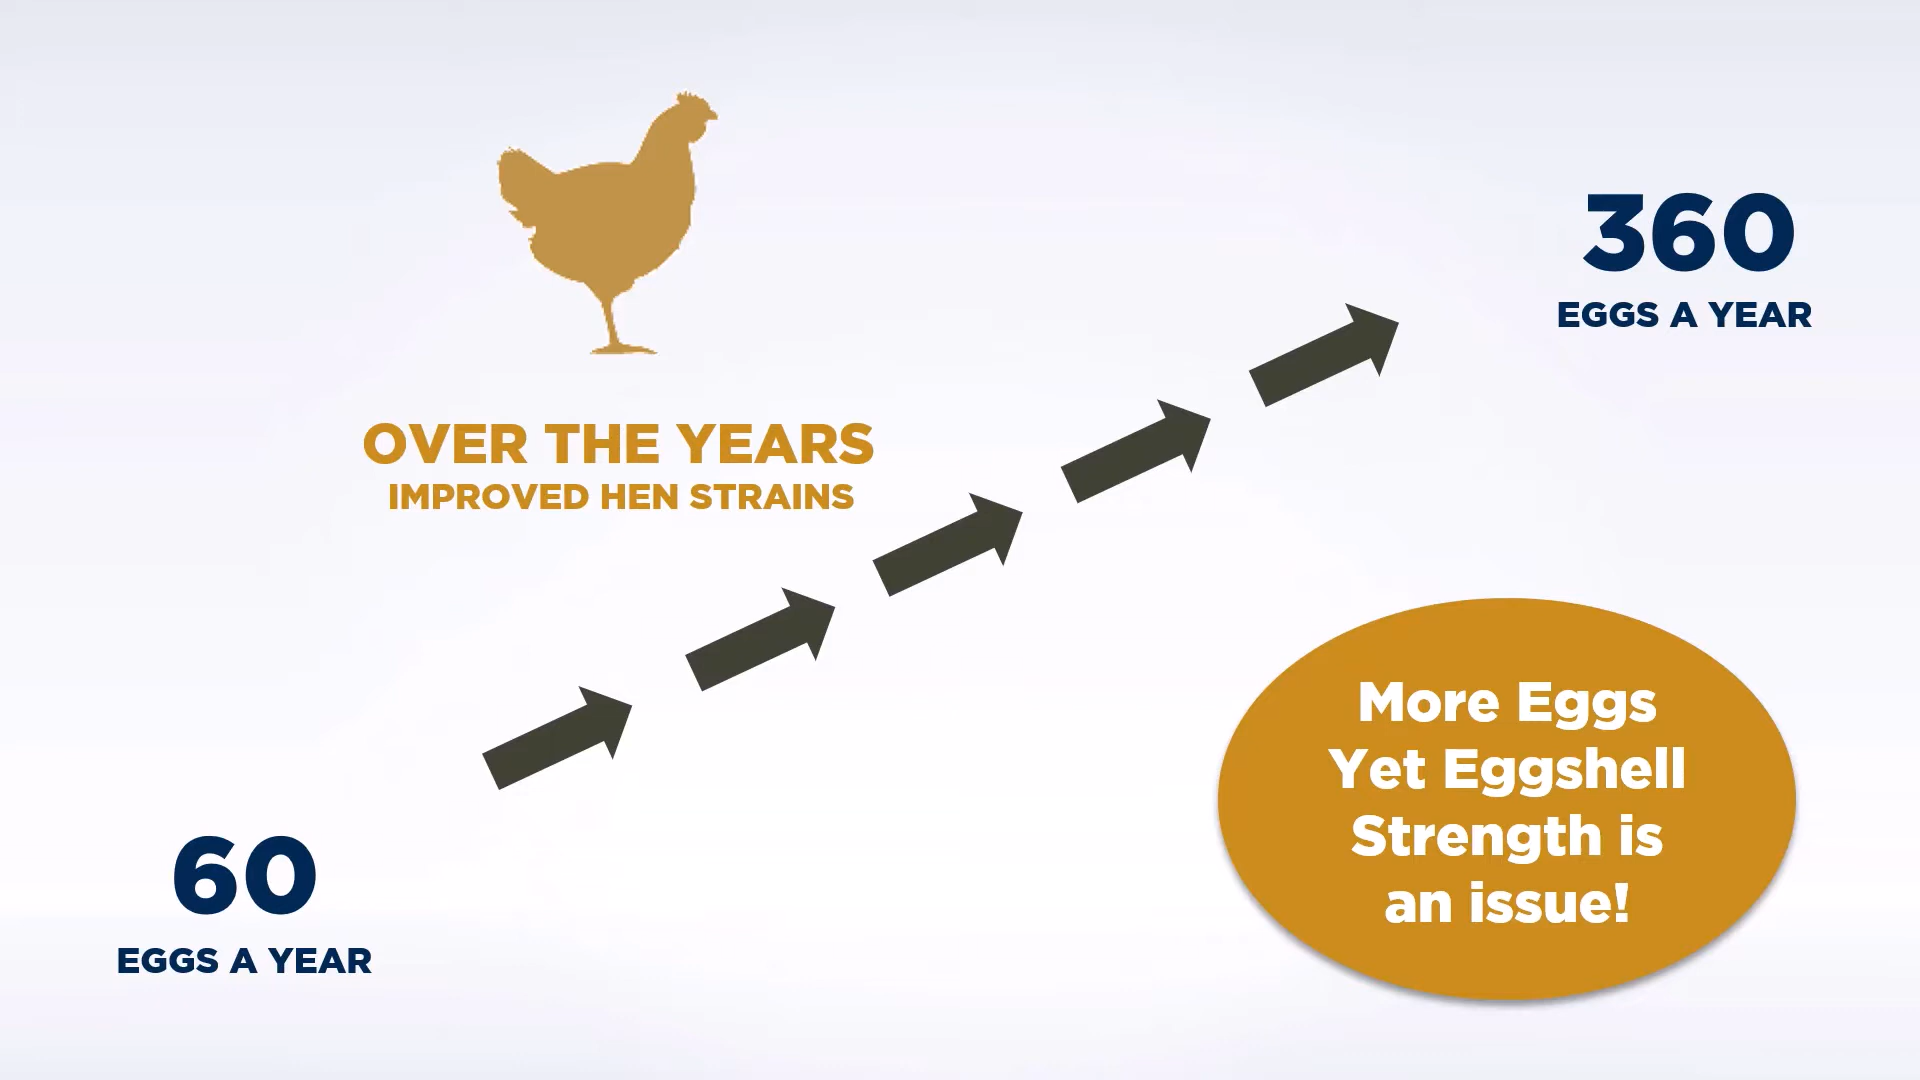 360
EGGS A YEAR
OVER THE YEARS
IMPROVED HEN STRAINS
More Eggs
Yet Eggshell
Strength is
an issue!
60
EGGS A YEAR